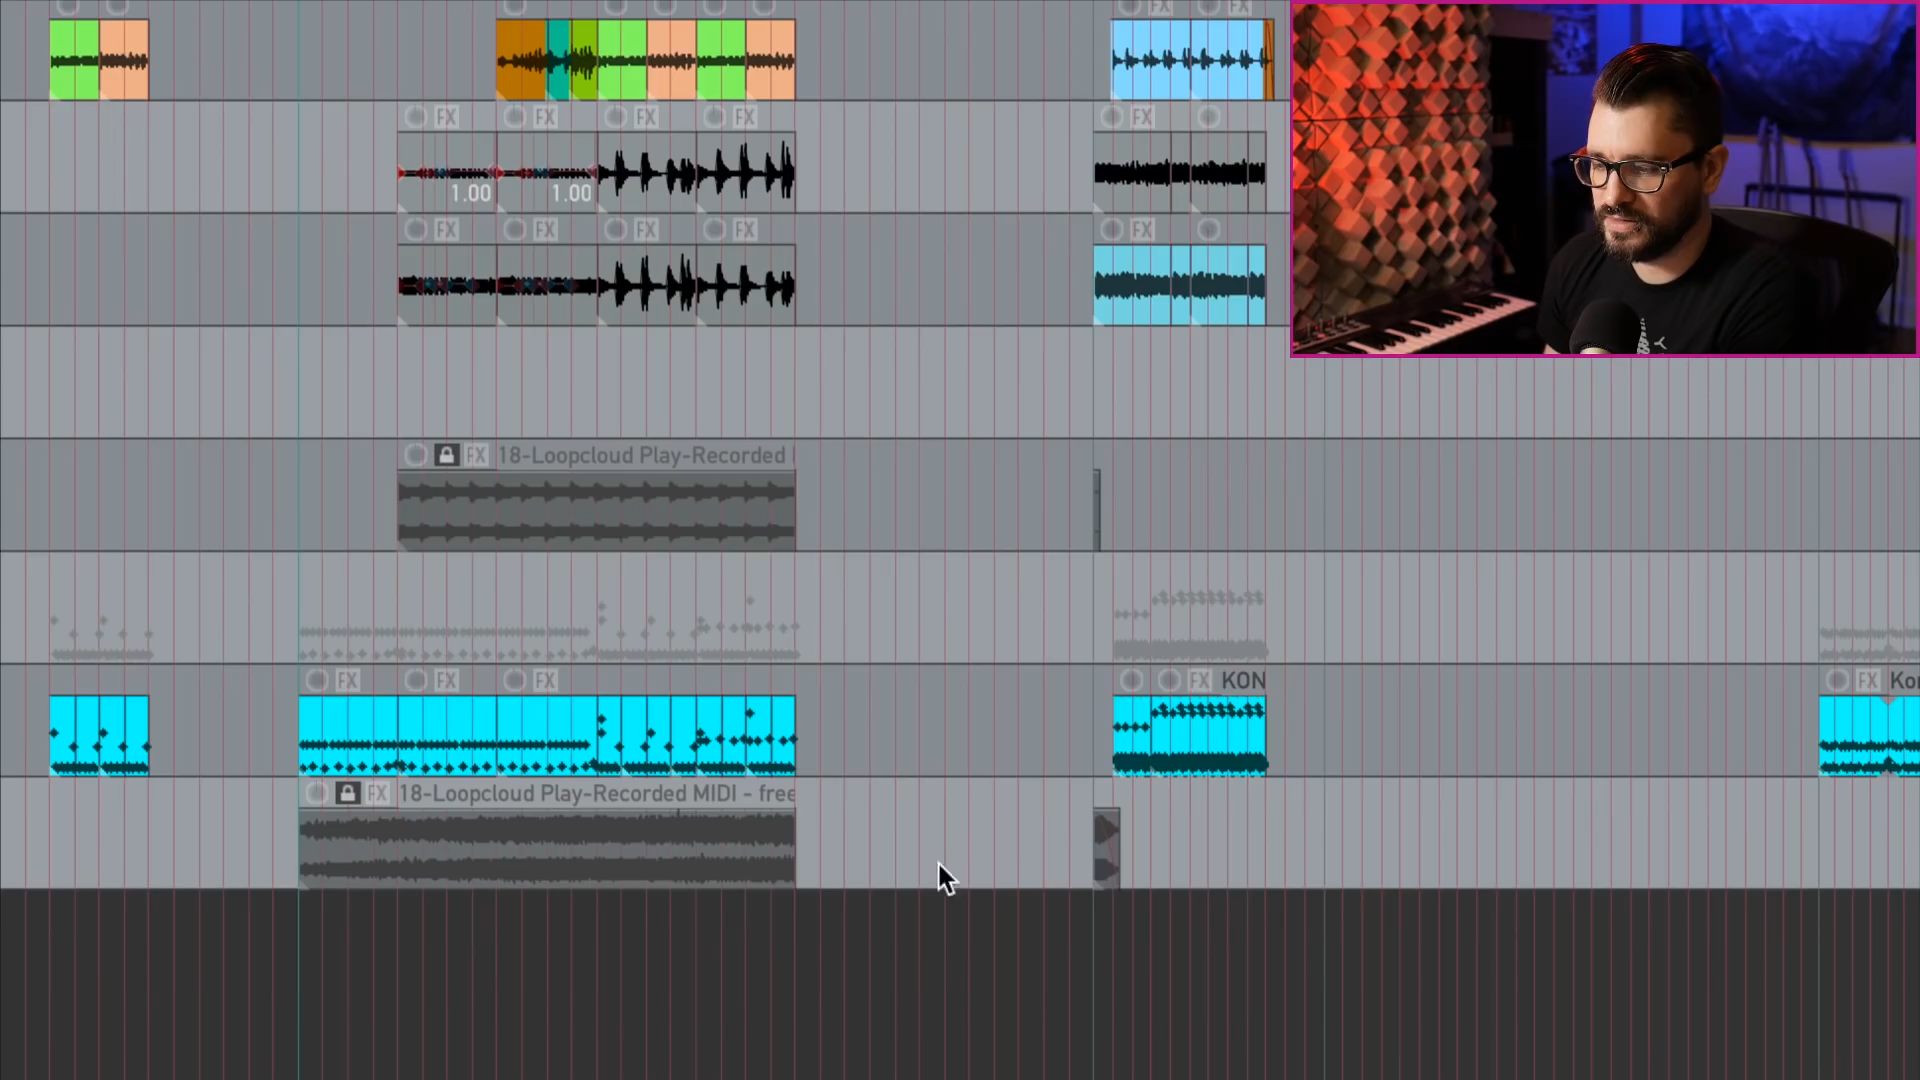 FX FX
FX FX FX FX FX
1.00 1.00
FX FX FX FX FX
FX 18-Loopcloud Play-Recorded
FX FX FX FX KON FX Kor
FX 18-Loopcloud Play-Recorded MIDI - free